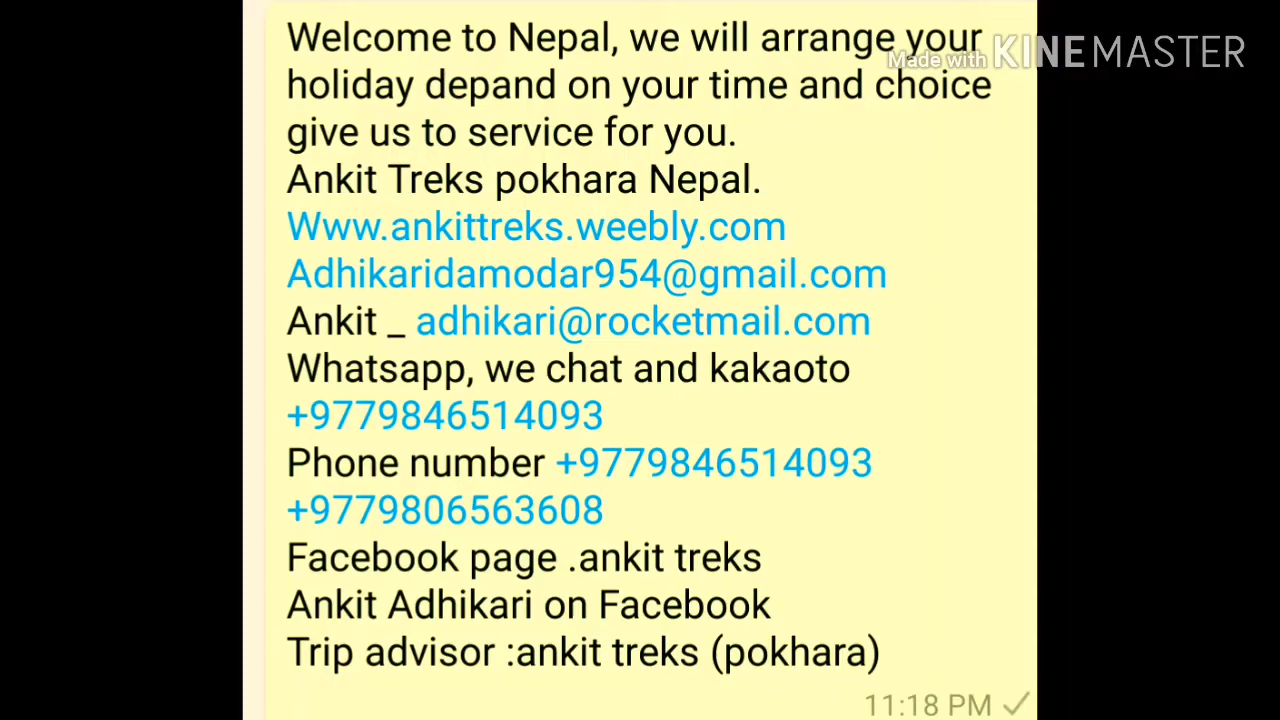 Welcome to Nepal, we will arrange your
Made with KINEMASTER
holiday depand on your time and choice
give us to service for you.
Ankit Treks pokhara Nepal.
Www.ankittreks.weebly.com
Adhikaridamodar954@gmail.com
Ankit _ adhikari@rocketmail.com
Whatsapp, we chat and kakaoto
+9779846514093
Phone number +9779846514093
+9779806563608
Facebook page .ankit treks
Ankit Adhikari on Facebook
Trip advisor :ankit treks (pokhara)
11:18 PM